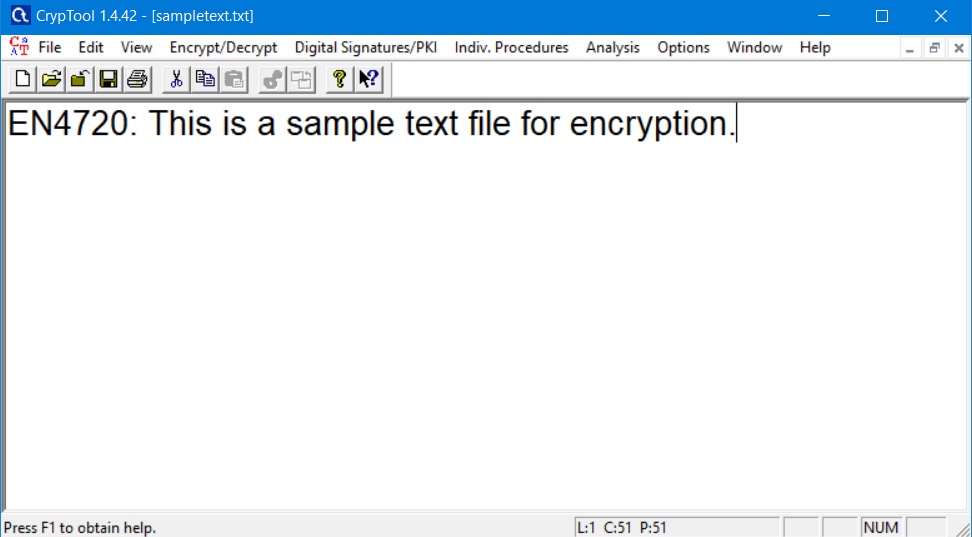 CrypTool 1.4.42 - [sampletext.txt]
File Edit View Encrypt/Decrypt Digital Signatures/PKI Indiv. Procedures Analysis Options Window Help
EN4720: This is a sample text file for encryption.
Press F1 to obtain help. L:1 C:51 P:51 NUM